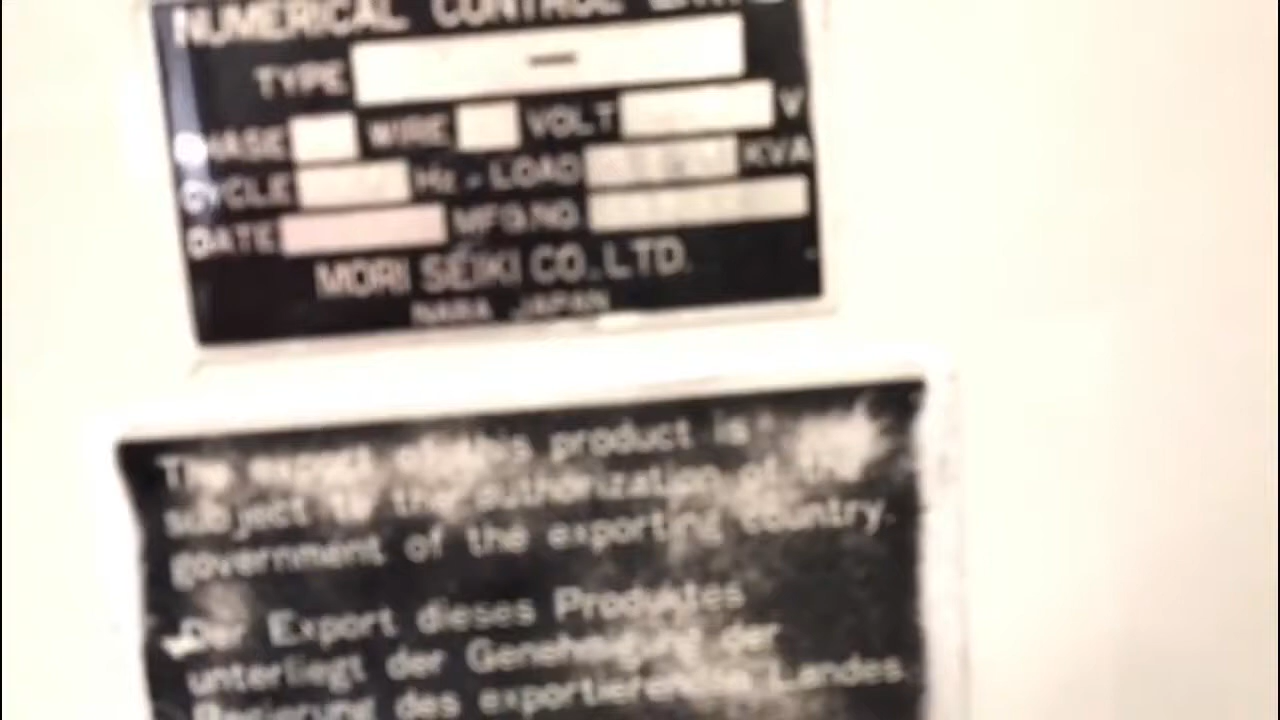 NUMERICAL CONTROL
TYPE —
PHASE WIRE VOLT V
CYCLE Hz - LOAD KVA
DATE MFG.NO.
MORI SEIKI CO.,LTD.
NARA JAPAN
The export of this product is
subject to the authorization of the
government of the exporting country.
Der Export dieses Produktes
unterliegt der Genehmigung der
Regierung des exportierenden Landes